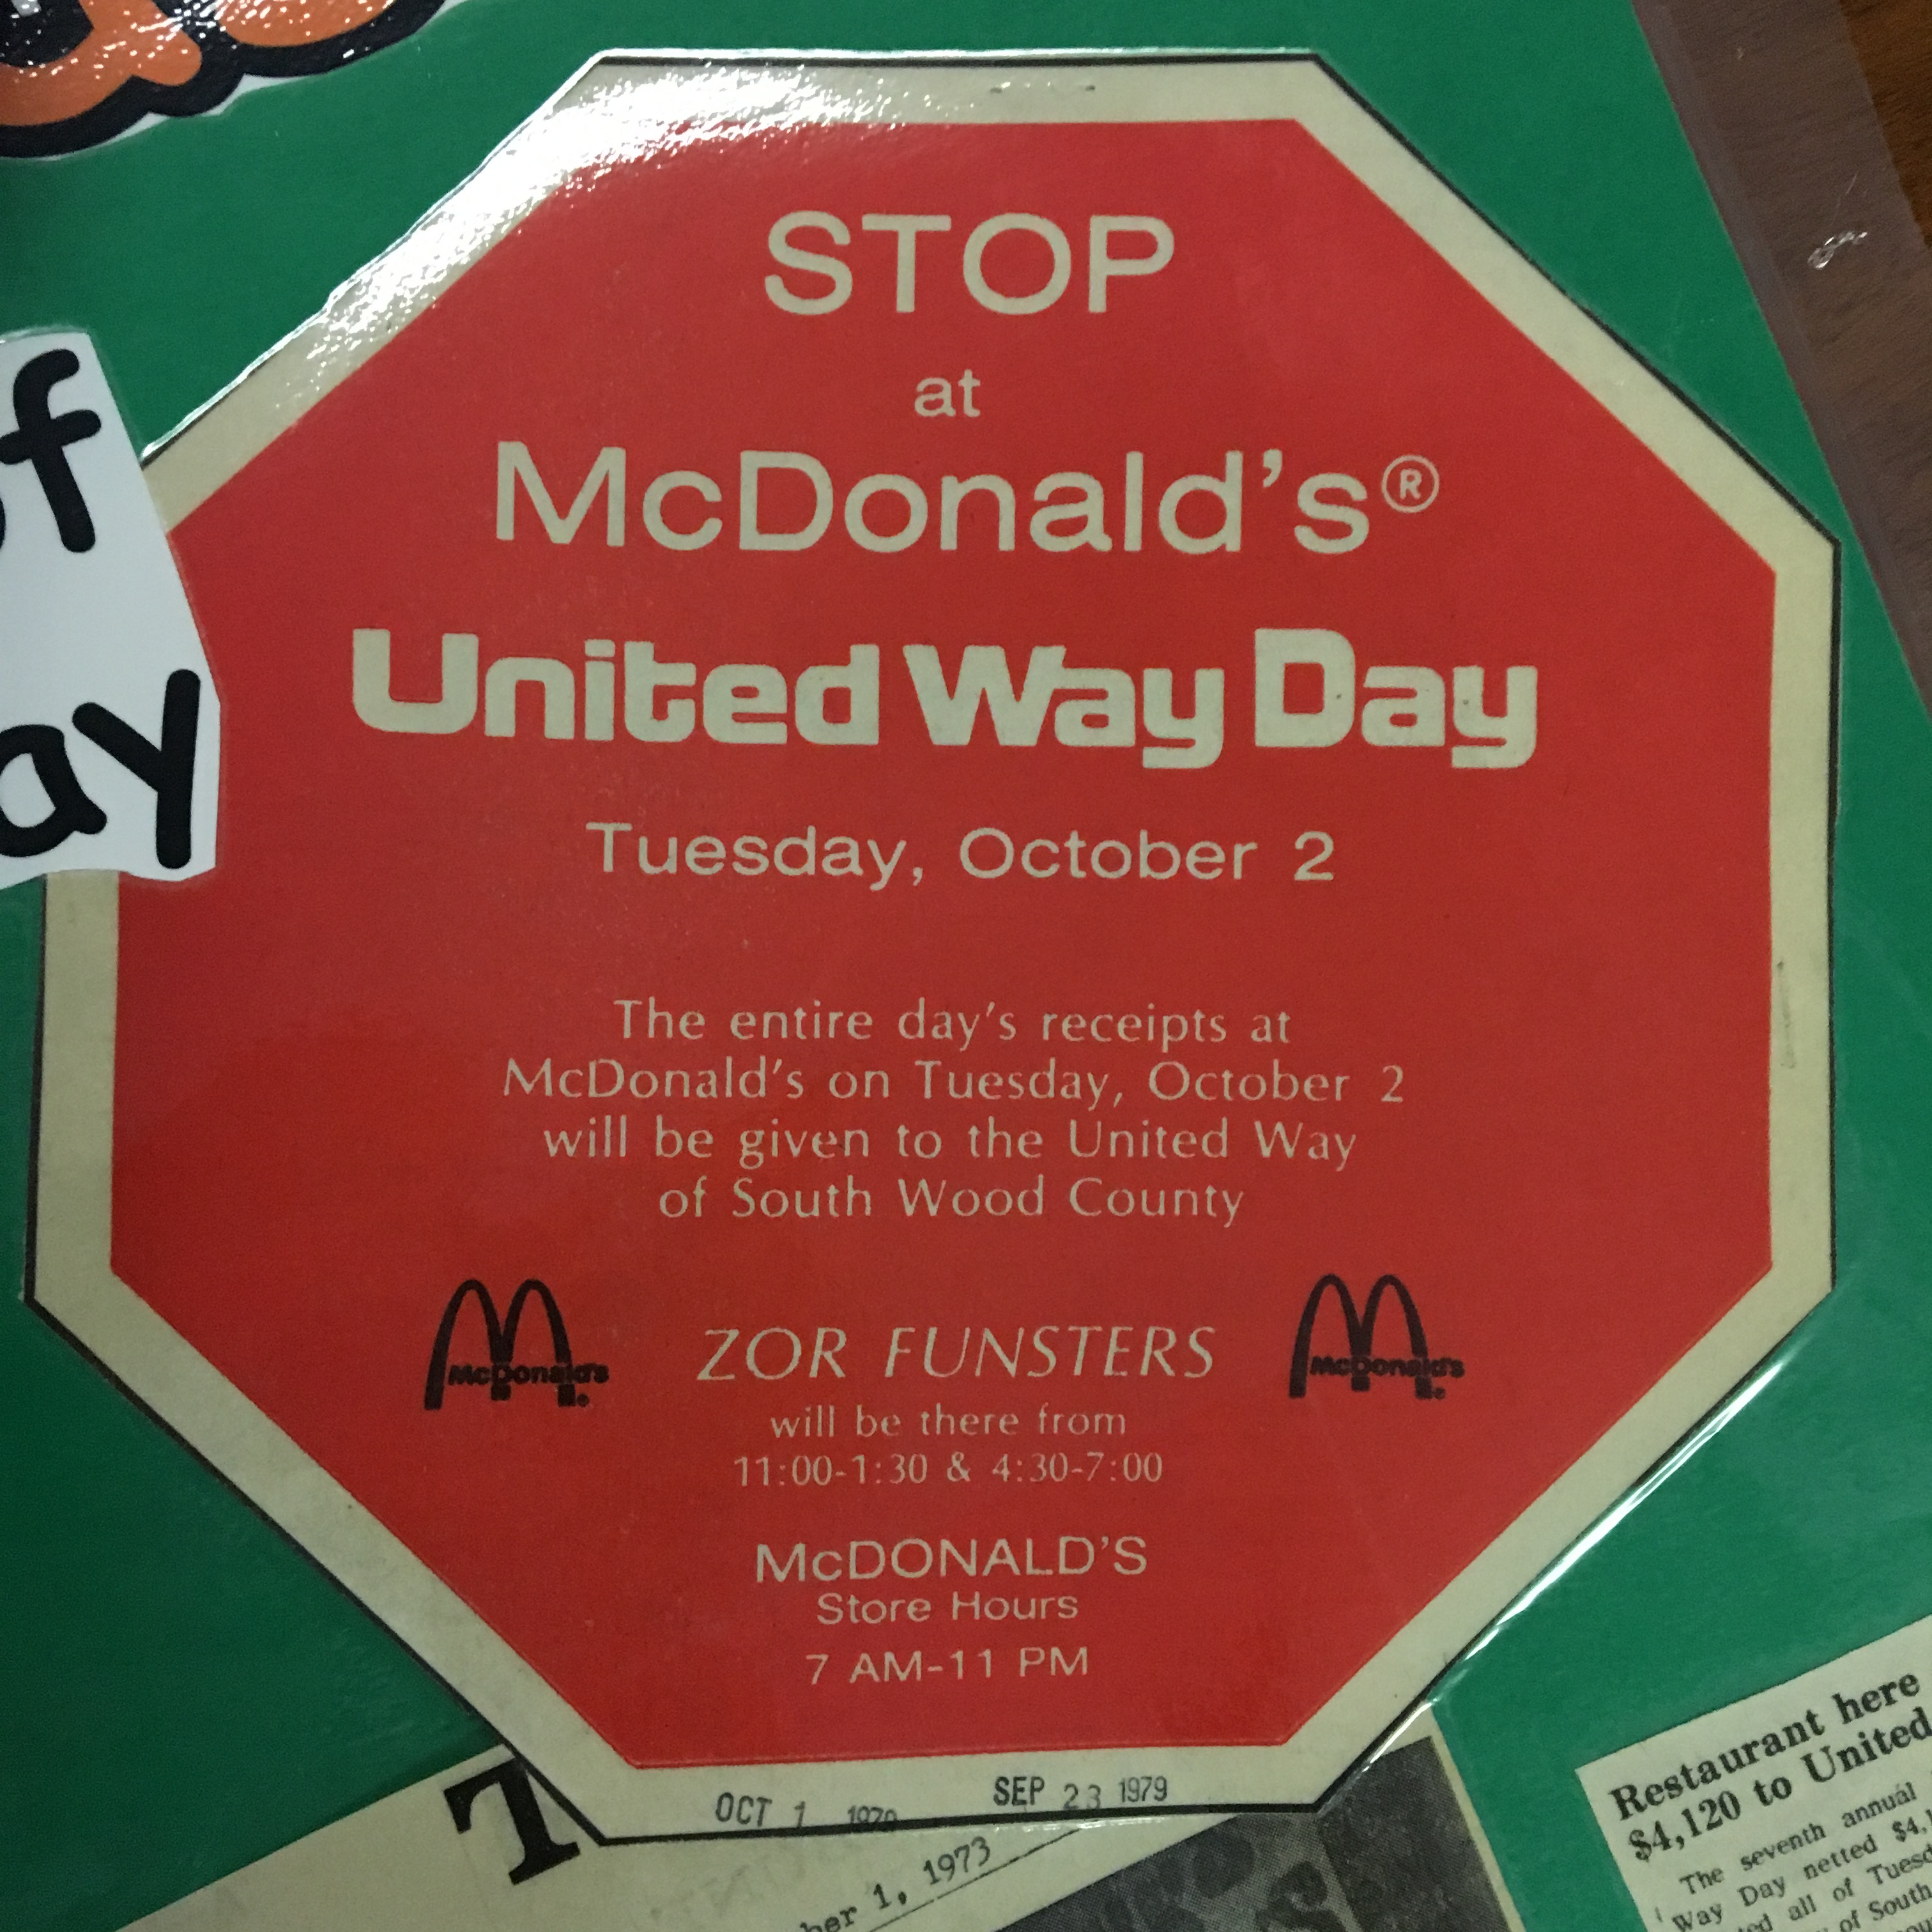 of
ay
STOP
at
McDonald's®
United Way Day
Tuesday, October 2
The entire day's receipts at
McDonald's on Tuesday, October 2
will be given to the United Way
of South Wood County
McDonald's
ZOR FUNSTERS
McDonald's
will be there from
11:00-1:30 & 4:30-7:00
McDONALD'S
Store Hours
7 AM-11 PM
OCT 1 1979
SEP 23 1979
T
ber 1, 1973
Restaurant here
$4,120 to United
The seventh annual
Way Day netted $4,1
all of Tuesd
of South